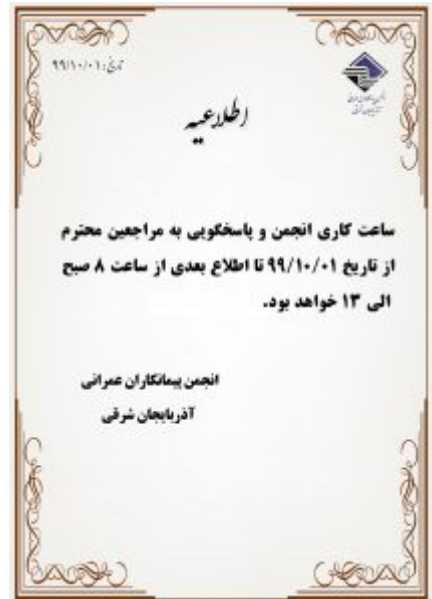 تاریخ: ۹۹/۱۰/۰۱
اطلاعیه
ساعت کاری انجمن و پاسخگویی به مراجعین محترم
از تاریخ ۹۹/۱۰/۰۱ تا اطلاع بعدی از ساعت ۸ صبح
الی ۱۳ خواهد بود.
انجمن پیمانکاران عمرانی
آذربایجان شرقی